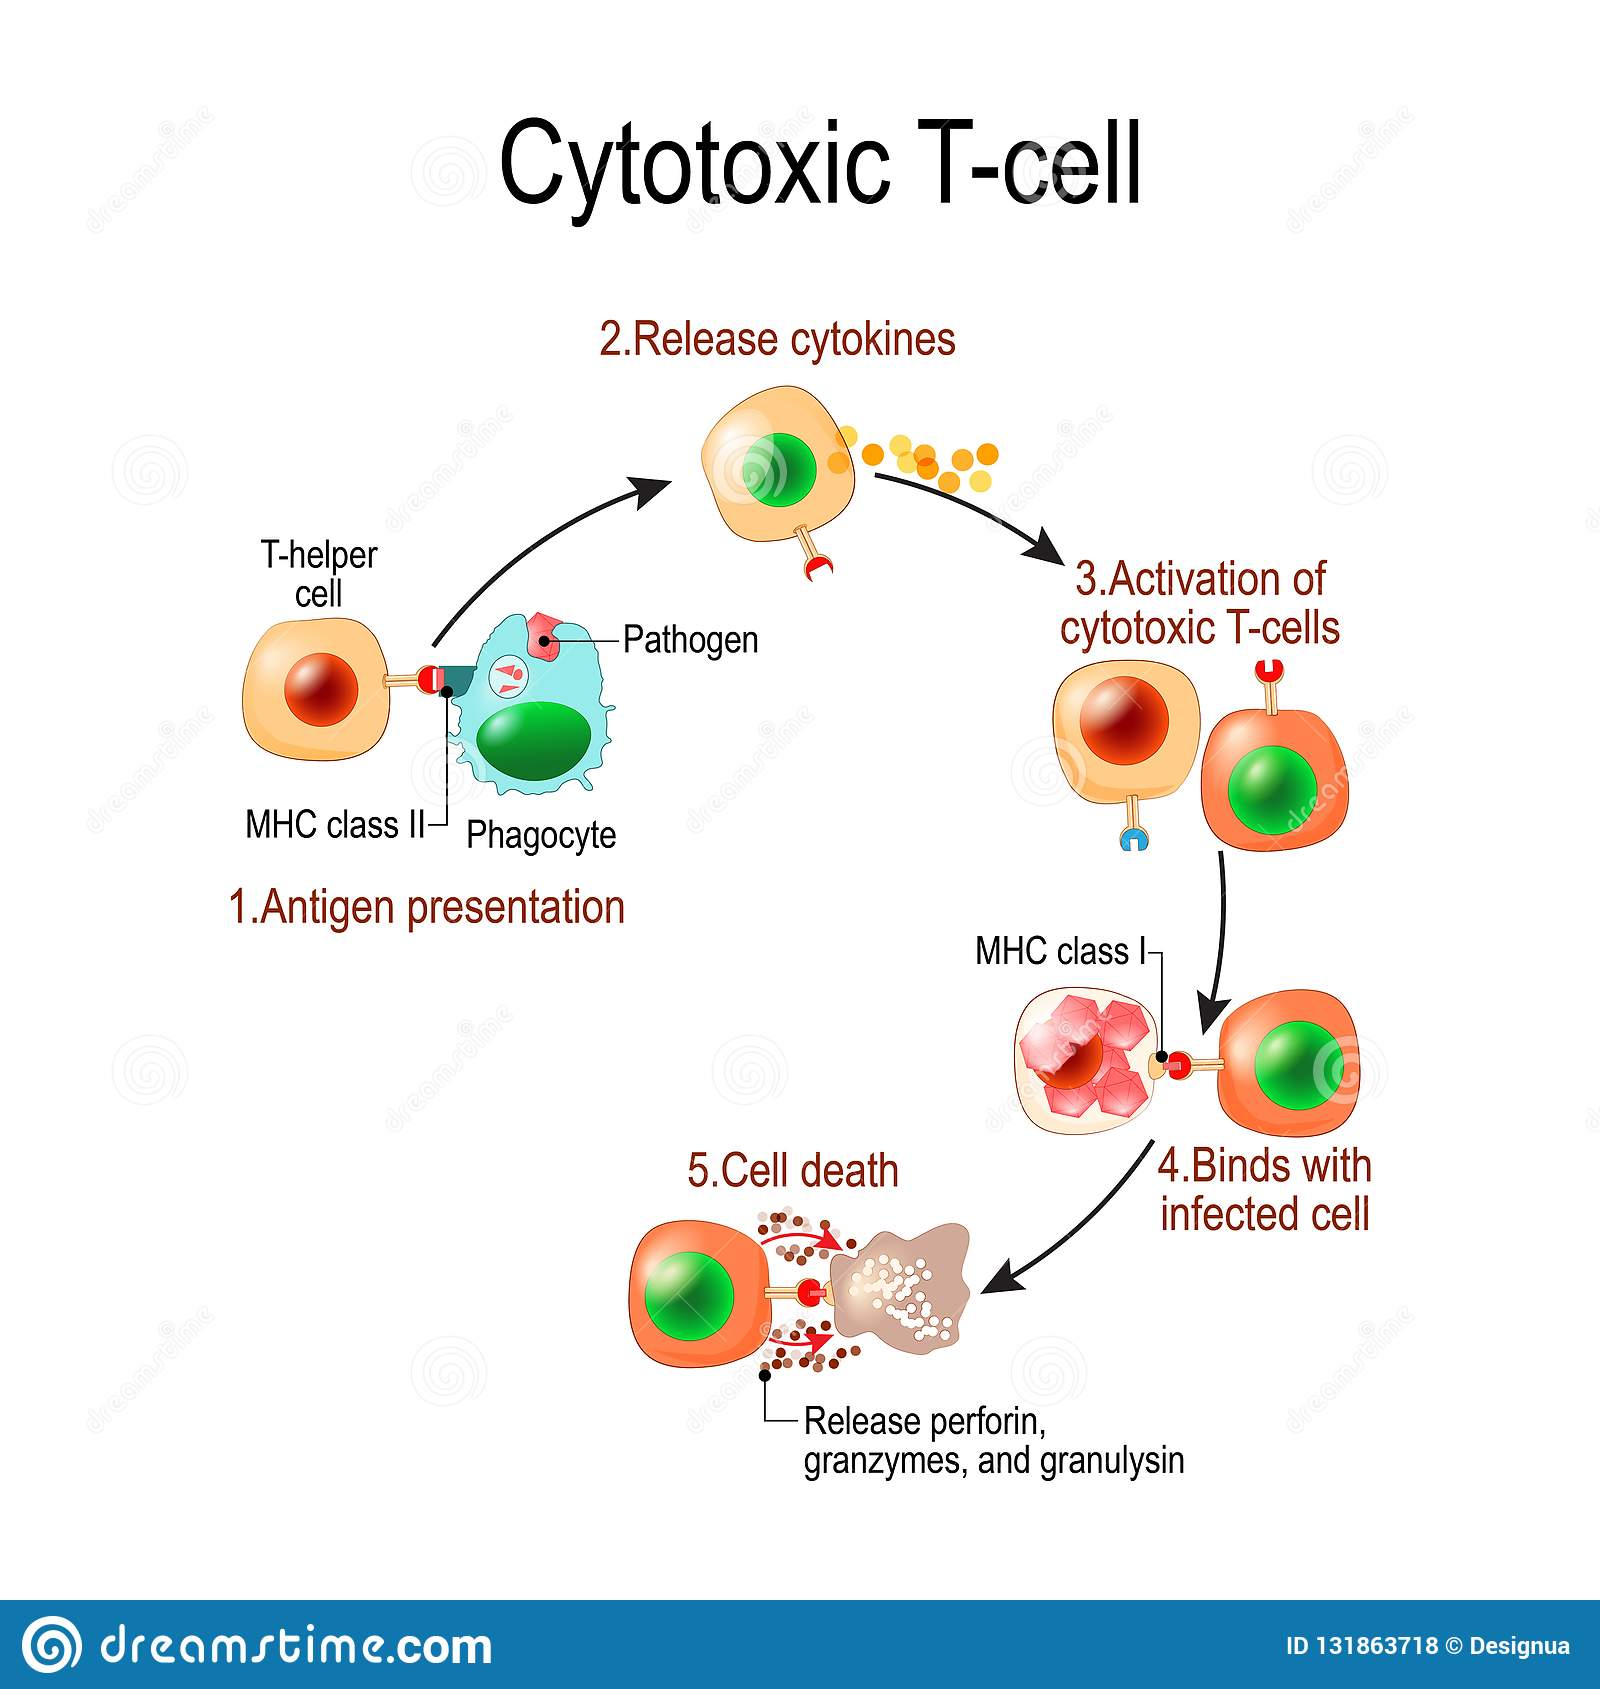 Cytotoxic T-cell
2.Release cytokines
T-helper
cell
Pathogen
MHC class II
Phagocyte
1.Antigen presentation
3.Activation of
cytotoxic T-cells
MHC class I
4.Binds with
infected cell
5.Cell death
Release perforin,
granzymes, and granulysin
dreamstime.com
ID 131863718 © Designua